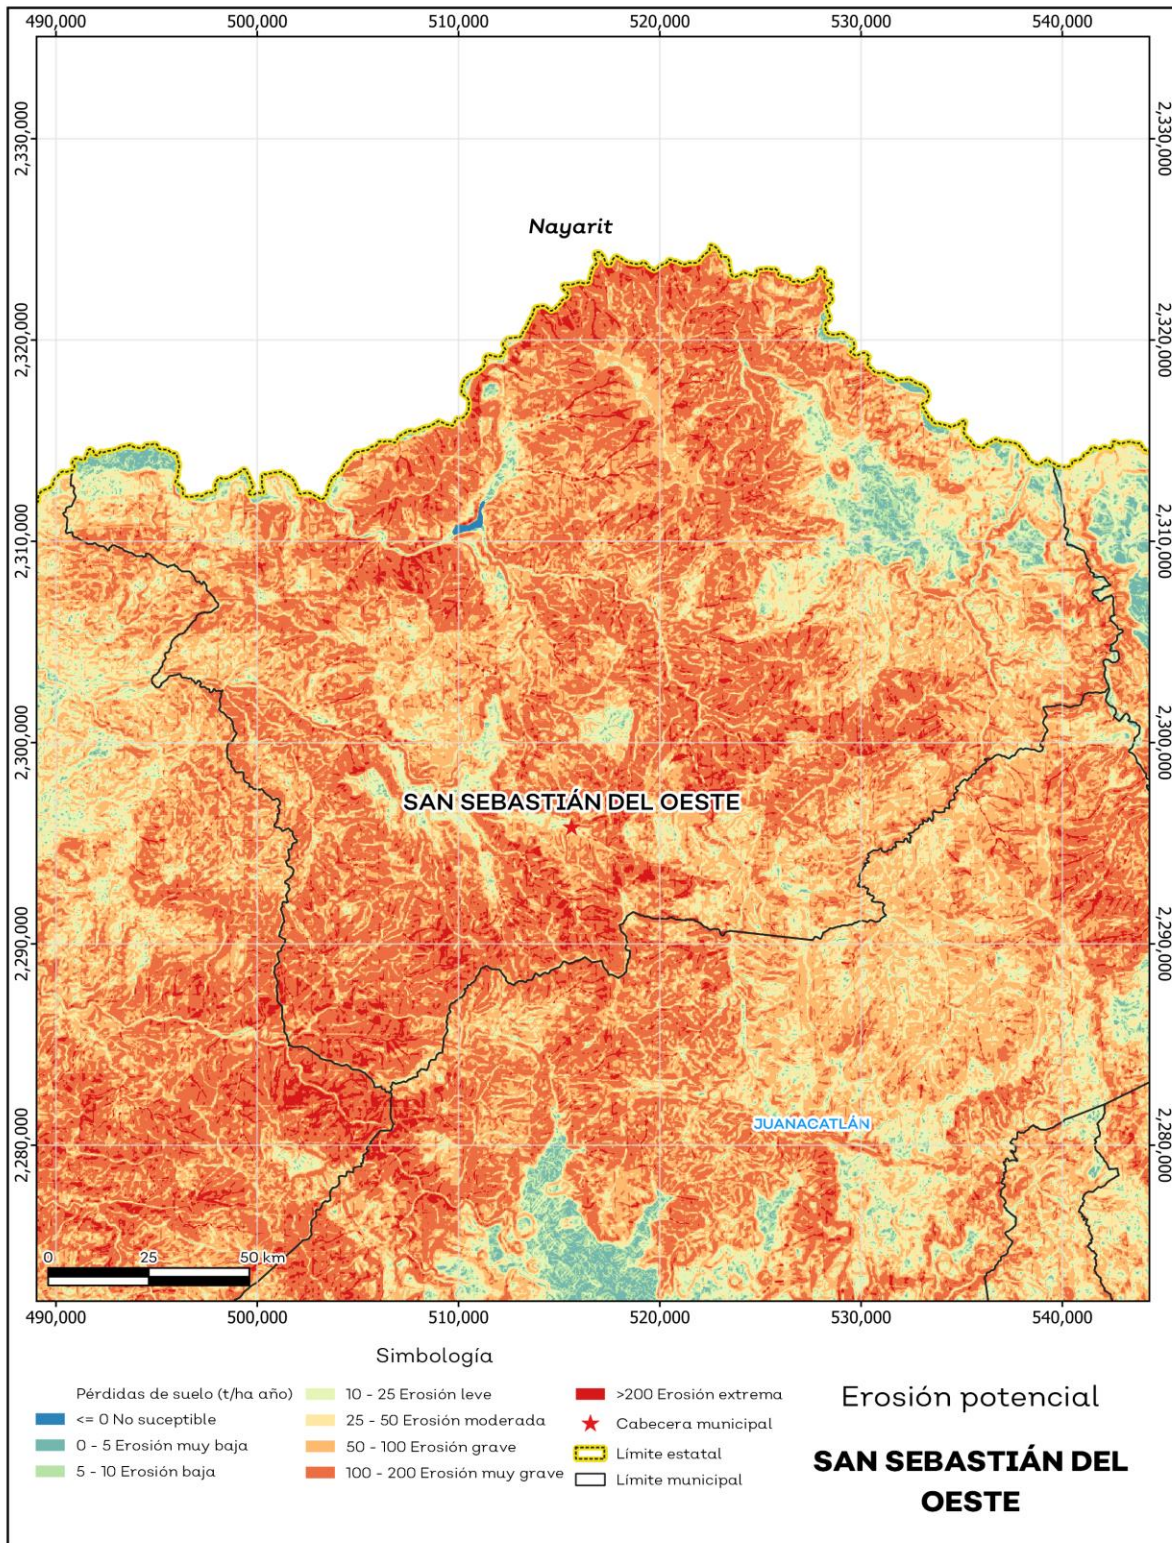 490,000 500,000 510,000 520,000 530,000 540,000
2,330,000 2,330,000
Nayarit
2,320,000 2,320,000
2,310,000 2,310,000
2,300,000 2,300,000
SAN SEBASTIÁN DEL OESTE
2,290,000 2,290,000
JUANACATLÁN
2,280,000 2,280,000
0 25 50 km
490,000 500,000 510,000 520,000 530,000 540,000
Simbología
Pérdidas de suelo (t/ha año)
<= 0 No suceptible
0 - 5 Erosión muy baja
5 - 10 Erosión baja
10 - 25 Erosión leve
25 - 50 Erosión moderada
50 - 100 Erosión grave
100 - 200 Erosión muy grave
>200 Erosión extrema
Cabecera municipal
Límite estatal
Límite municipal
Erosión potencial
SAN SEBASTIÁN DEL
OESTE